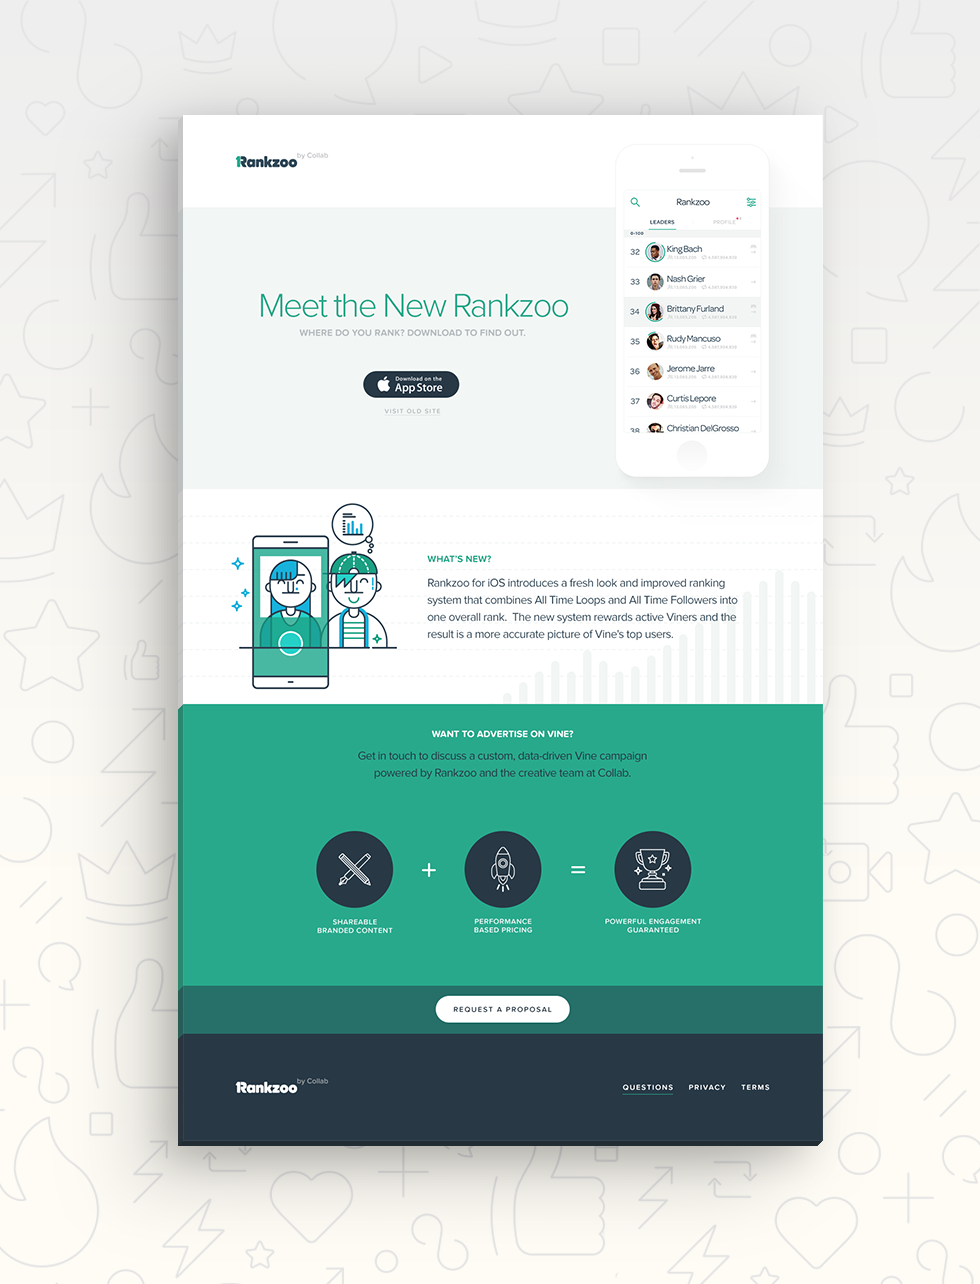 Rankzoo by Collab
Rankzoo
LEADERS PROFILE
32 King Bach
33 Nash Grier
34 Brittany Furland
35 Rudy Mancuso
36 Jerome Jarre
37 Curtis Lepore
38 Christian DelGrosso
Meet the New Rankzoo
WHERE DO YOU RANK? DOWNLOAD TO FIND OUT.
Download on the
App Store
VISIT OLD SITE
WHAT'S NEW?
Rankzoo for iOS introduces a fresh look and improved ranking
system that combines All Time Loops and All Time Followers into
one overall rank. The new system rewards active Viners and the
result is a more accurate picture of Vine's top users.
WANT TO ADVERTISE ON VINE?
Get in touch to discuss a custom, data-driven Vine campaign
powered by Rankzoo and the creative team at Collab.
+ =
SHAREABLE
BRANDED CONTENT
PERFORMANCE
BASED PRICING
POWERFUL ENGAGEMENT
GUARANTEED
REQUEST A PROPOSAL
Rankzoo by Collab
QUESTIONS PRIVACY TERMS